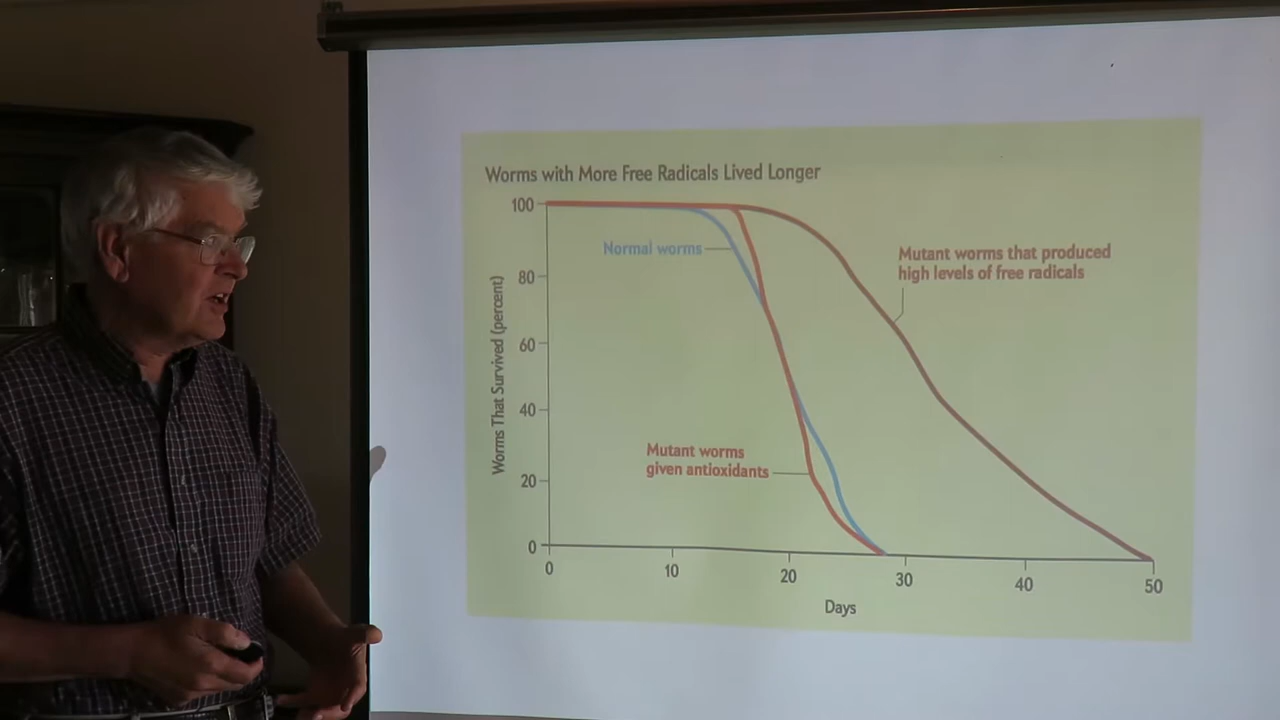 Worms with More Free Radicals Lived Longer
100
80
60
40
20
0
Worms That Survived (percent)
Normal worms
Mutant worms that produced
high levels of free radicals
Mutant worms
given antioxidants
0
10
20
30
40
50
Days